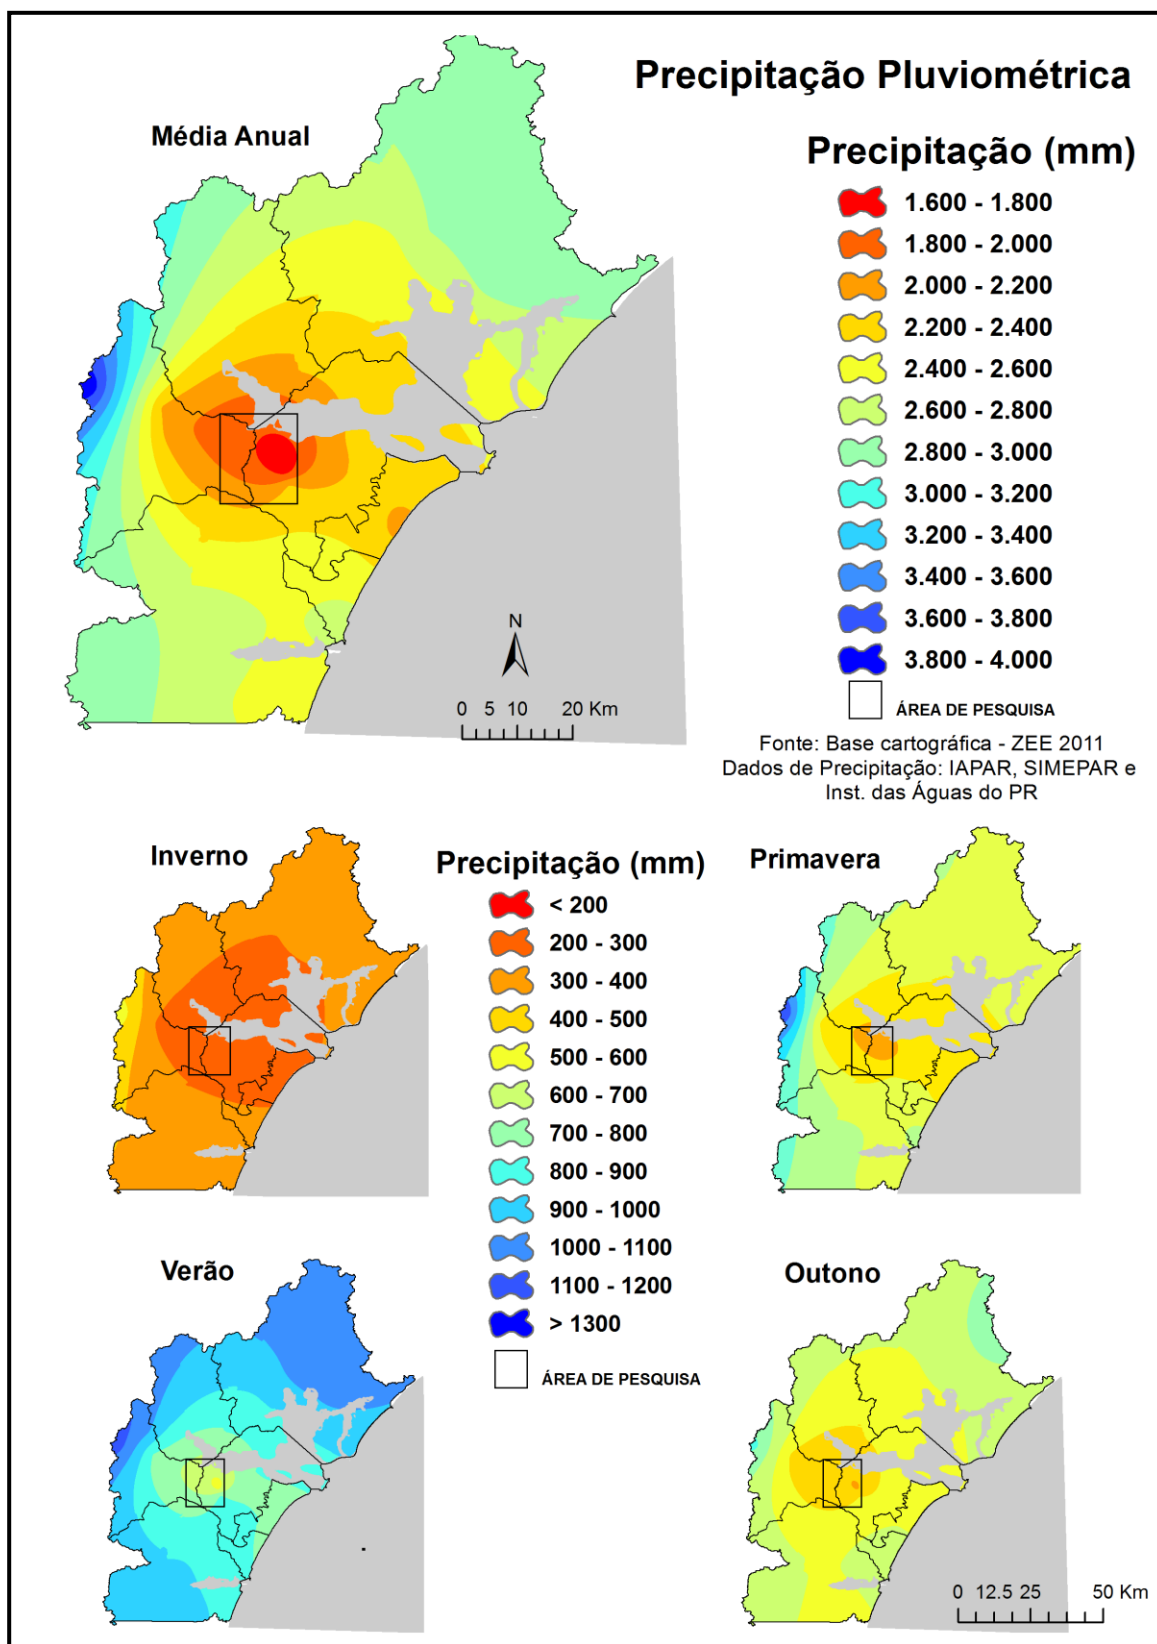 Precipitação Pluviométrica
Média Anual
Precipitação (mm)
1.600 - 1.800
1.800 - 2.000
2.000 - 2.200
2.200 - 2.400
2.400 - 2.600
2.600 - 2.800
2.800 - 3.000
3.000 - 3.200
3.200 - 3.400
3.400 - 3.600
3.600 - 3.800
3.800 - 4.000
ÁREA DE PESQUISA
N
0 5 10 20 Km
Fonte: Base cartográfica - ZEE 2011
Dados de Precipitação: IAPAR, SIMEPAR e
Inst. das Águas do PR
Inverno
Precipitação (mm)
< 200
200 - 300
300 - 400
400 - 500
500 - 600
600 - 700
700 - 800
800 - 900
900 - 1000
1000 - 1100
1100 - 1200
> 1300
ÁREA DE PESQUISA
Primavera
Verão
Outono
0 12.5 25 50 Km